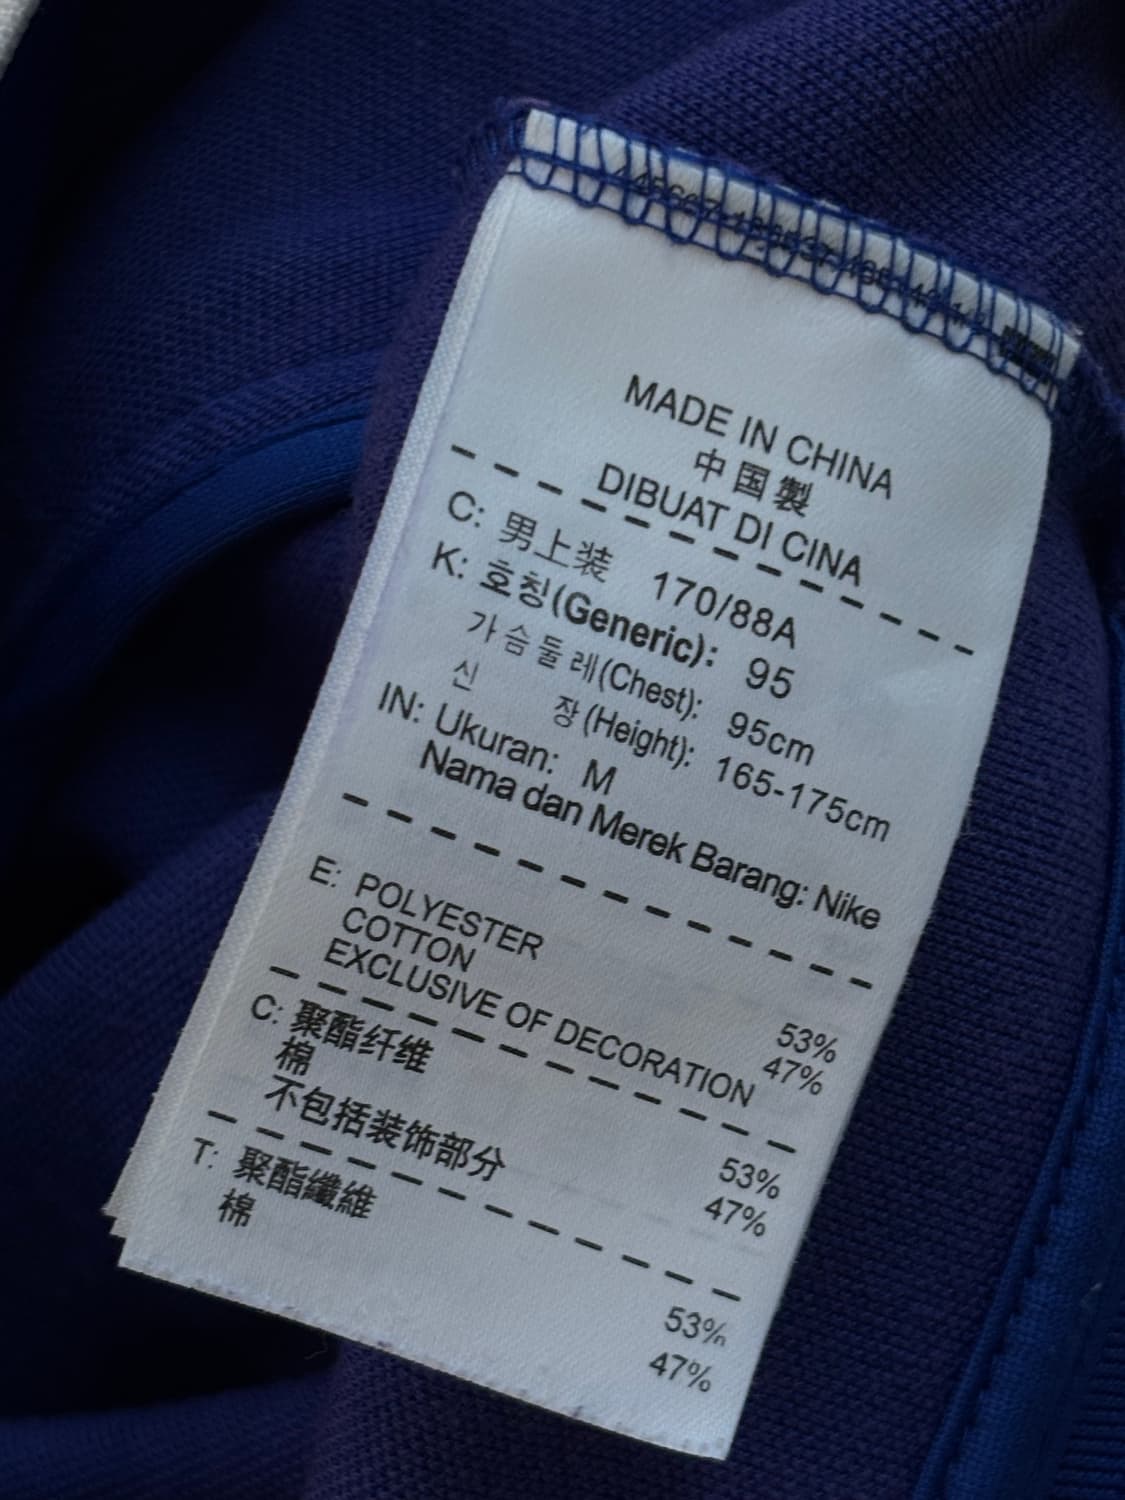 MADE IN CHINA
中国製
DIBUAT DI CINA
C: 男上装 170/88A
K: 호칭(Generic): 95
가슴둘레(Chest): 95cm
신 장(Height): 165-175cm
IN: Ukuran: M
Nama dan Merek Barang: Nike
E: POLYESTER 53%
COTTON 47%
EXCLUSIVE OF DECORATION
C: 聚酯纤维 53%
棉 47%
不包括装饰部分
T: 聚酯纖維 53%
棉 47%